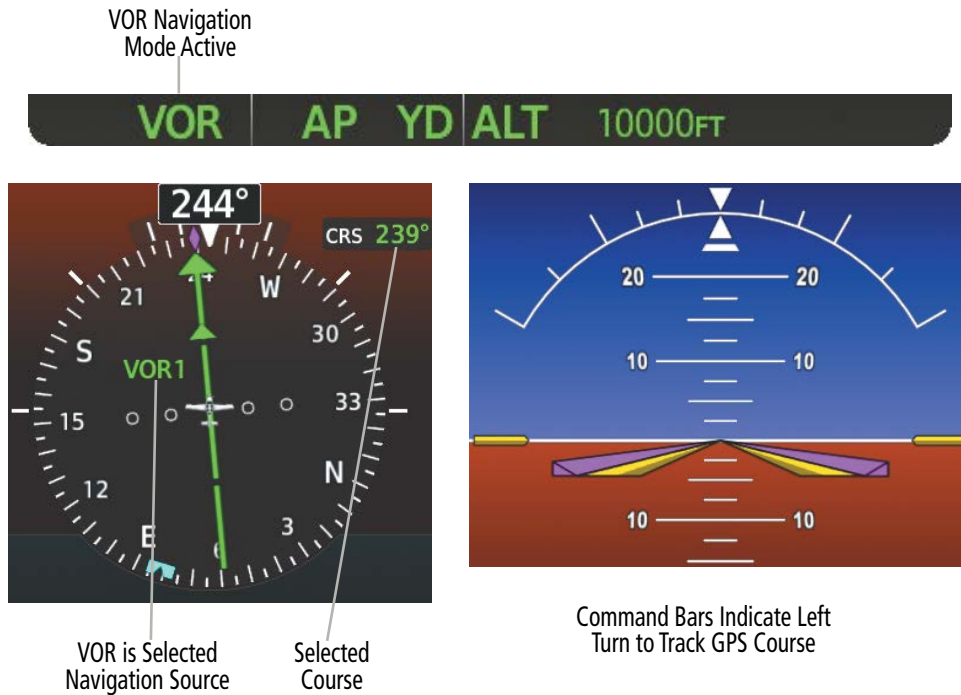 VOR Navigation
Mode Active
VOR AP YD ALT 10000FT
244°
CRS 239°
24
21
W
30
S
VOR1
33
15
N
12
3
E
6
20 20
10 10
10 10
VOR is Selected
Navigation Source
Selected
Course
Command Bars Indicate Left
Turn to Track GPS Course